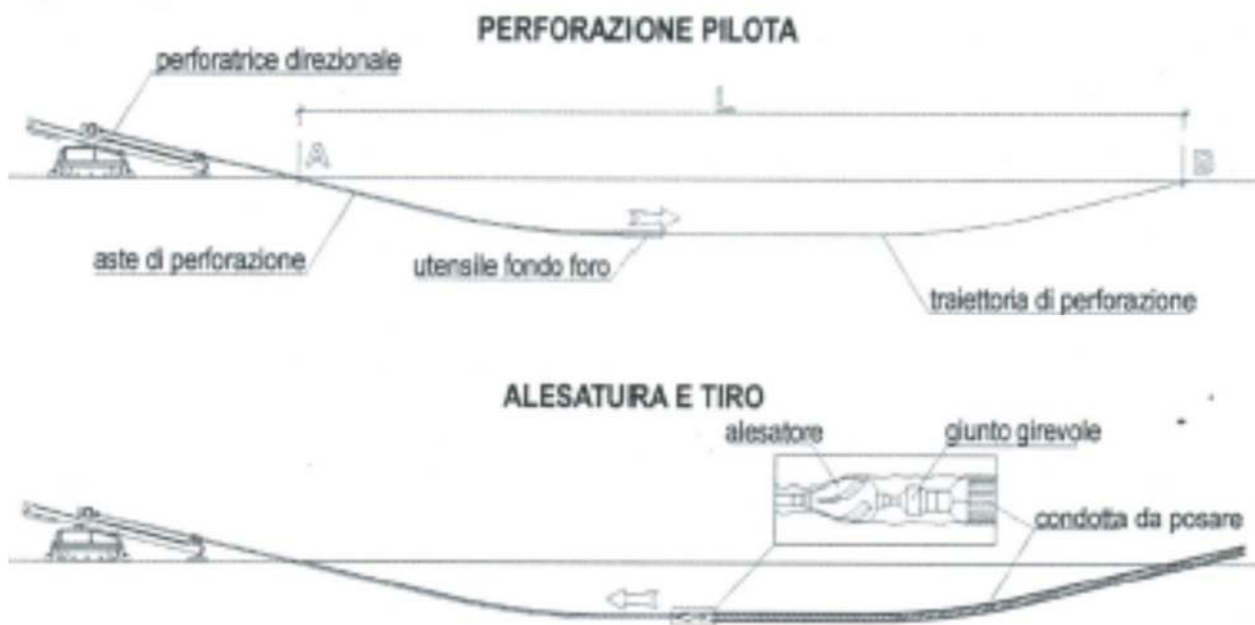 PERFORAZIONE PILOTA
perforatrice direzionale
L
A
B
aste di perforazione
utensile fondo foro
traiettoria di perforazione
ALESATURA E TIRO
alesatore
giunto girevole
condotta da posare